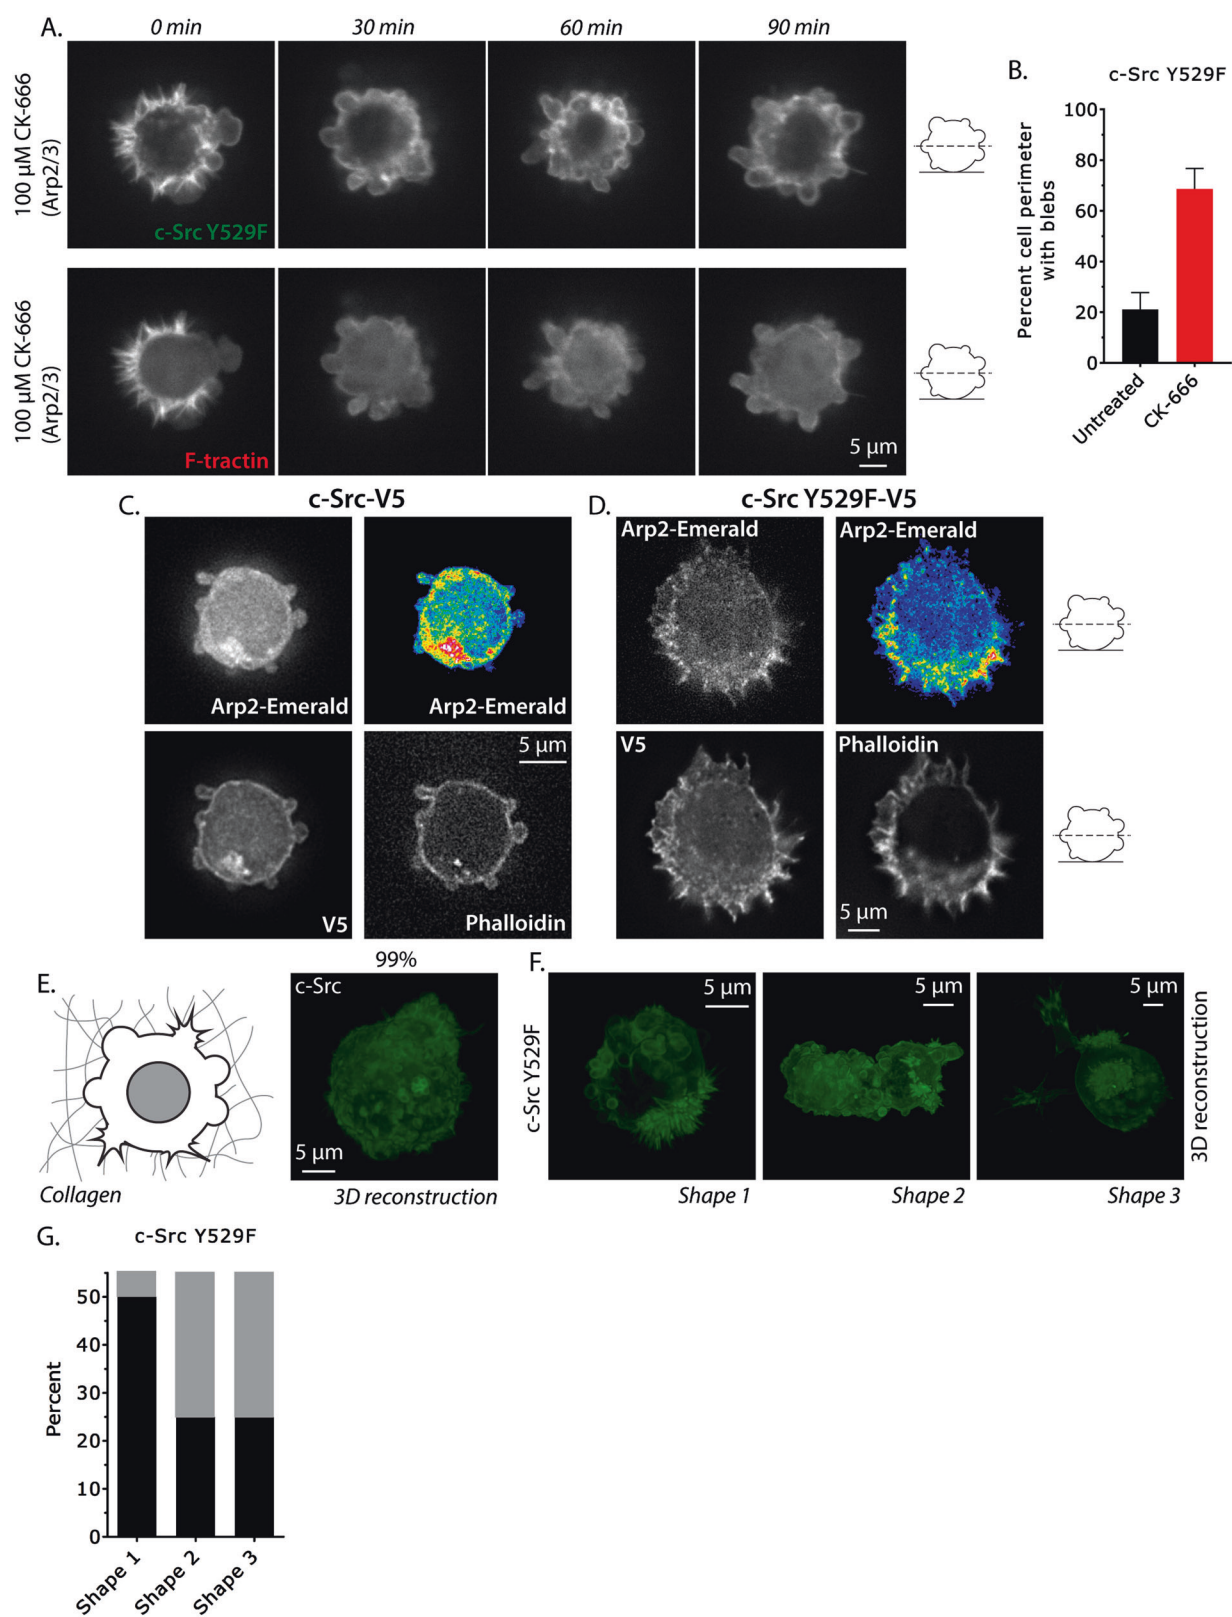 A.
0 min
30 min
60 min
90 min
100 µM CK-666
(Arp2/3)
c-Src Y529F
100 µM CK-666
(Arp2/3)
F-tractin
5 µm
B.
c-Src Y529F
Percent cell perimeter
with blebs
100
80
60
40
20
0
Untreated
CK-666
C.
c-Src-V5
Arp2-Emerald
Arp2-Emerald
V5
5 µm
Phalloidin
D.
c-Src Y529F-V5
Arp2-Emerald
Arp2-Emerald
V5
Phalloidin
5 µm
E.
Collagen
99%
c-Src
5 µm
3D reconstruction
F.
c-Src Y529F
5 µm
5 µm
5 µm
3D reconstruction
Shape 1
Shape 2
Shape 3
G.
c-Src Y529F
Percent
50
40
30
20
10
0
Shape 1
Shape 2
Shape 3